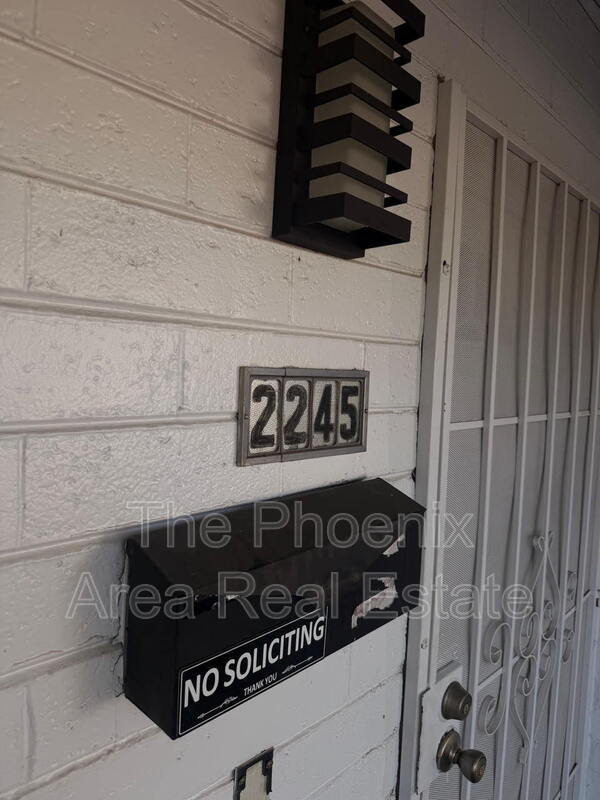 2245
The Phoenix
Area Real Estate
NO SOLICITING
THANK YOU